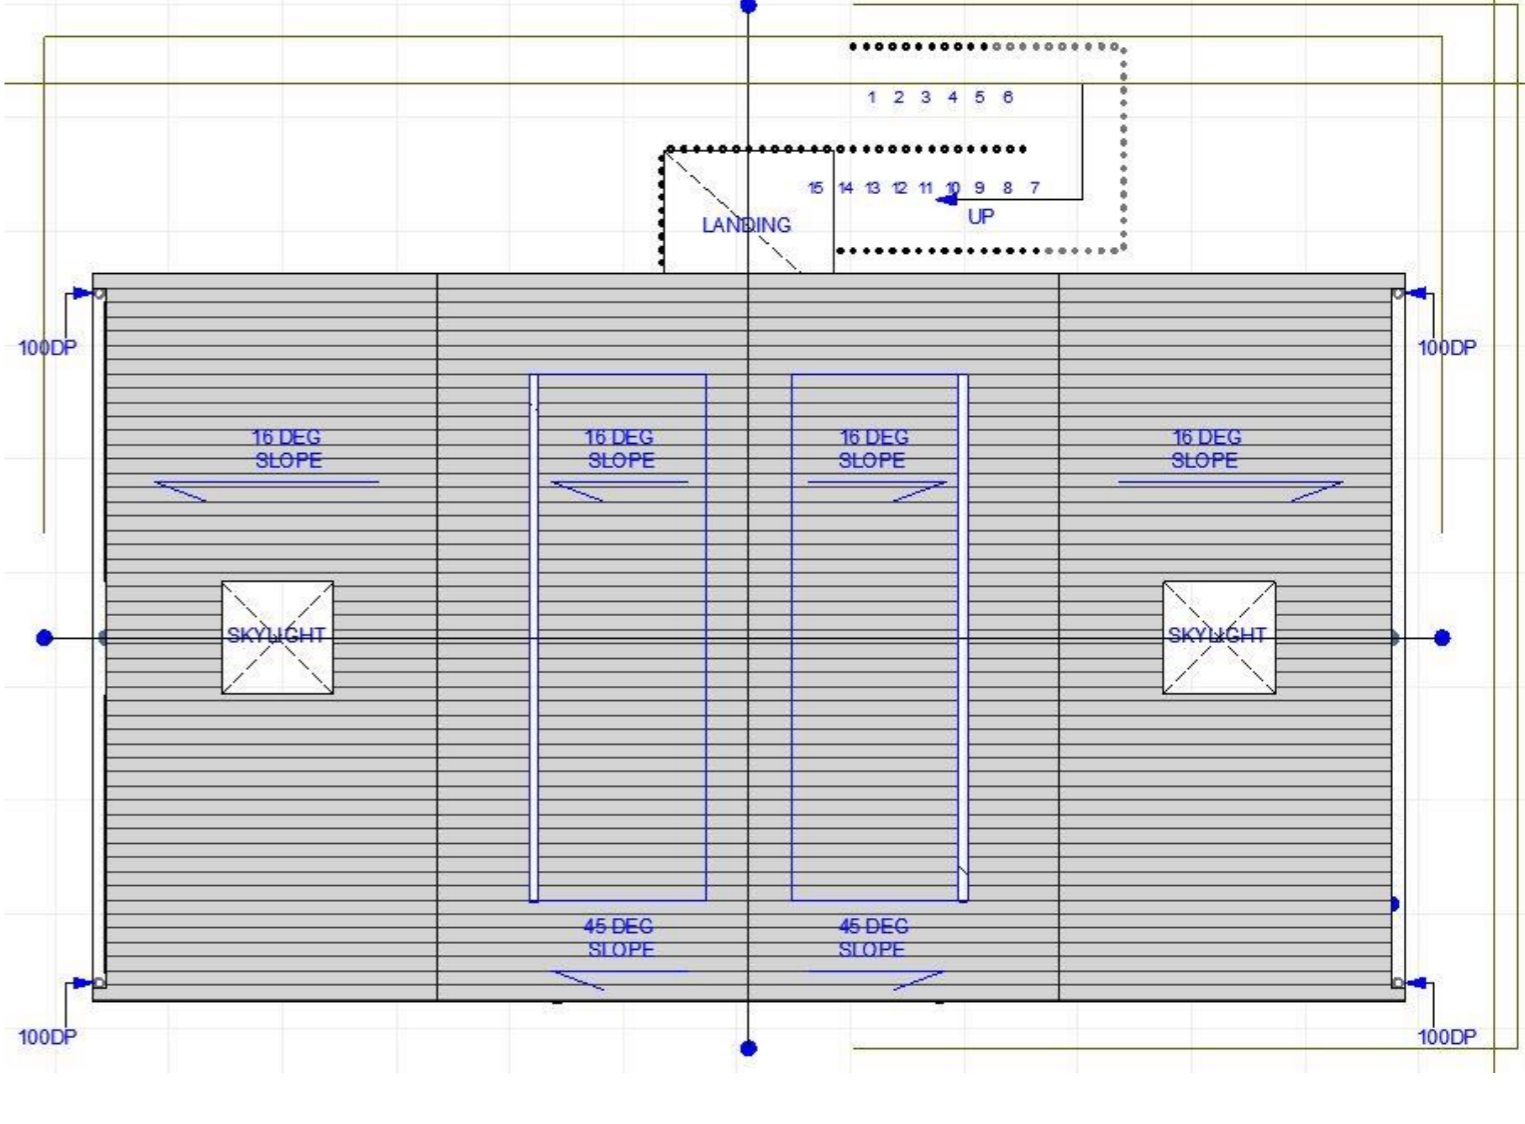 1 2 3 4 5 6
15 14 13 12 11 10 9 8 7
UP
LANDING
100DP
100DP
16 DEG
SLOPE
16 DEG
SLOPE
16 DEG
SLOPE
16 DEG
SLOPE
SKYLIGHT
SKYLIGHT
45 DEG
SLOPE
45 DEG
SLOPE
100DP
100DP